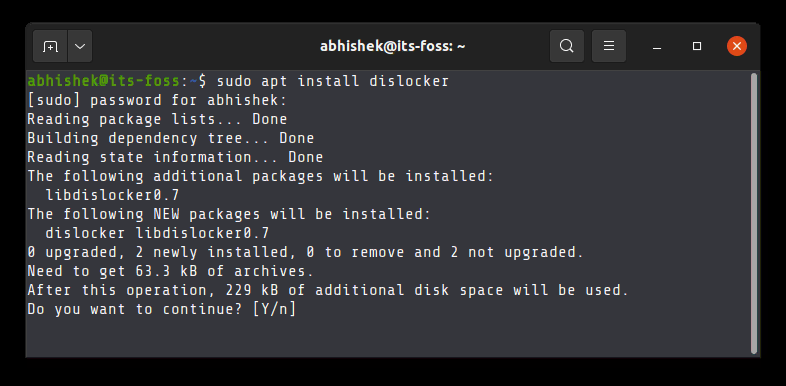 abhishek@its-foss: ~
abhishek@its-foss:~$ sudo apt install dislocker
[sudo] password for abhishek:
Reading package lists... Done
Building dependency tree... Done
Reading state information... Done
The following additional packages will be installed:
  libdislocker0.7
The following NEW packages will be installed:
  dislocker libdislocker0.7
0 upgraded, 2 newly installed, 0 to remove and 2 not upgraded.
Need to get 63.3 kB of archives.
After this operation, 229 kB of additional disk space will be used.
Do you want to continue? [Y/n]